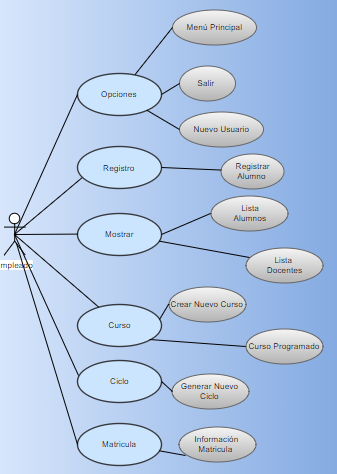 Menú Principal
Opciones
Salir
Nuevo Usuario
Registro
Registrar
Alumno
Lista
Alumnos
Mostrar
mpleado
Lista
Docentes
Crear Nuevo Curso
Curso
Curso Programado
Ciclo
Generar Nuevo
Ciclo
Matricula
Información
Matricula